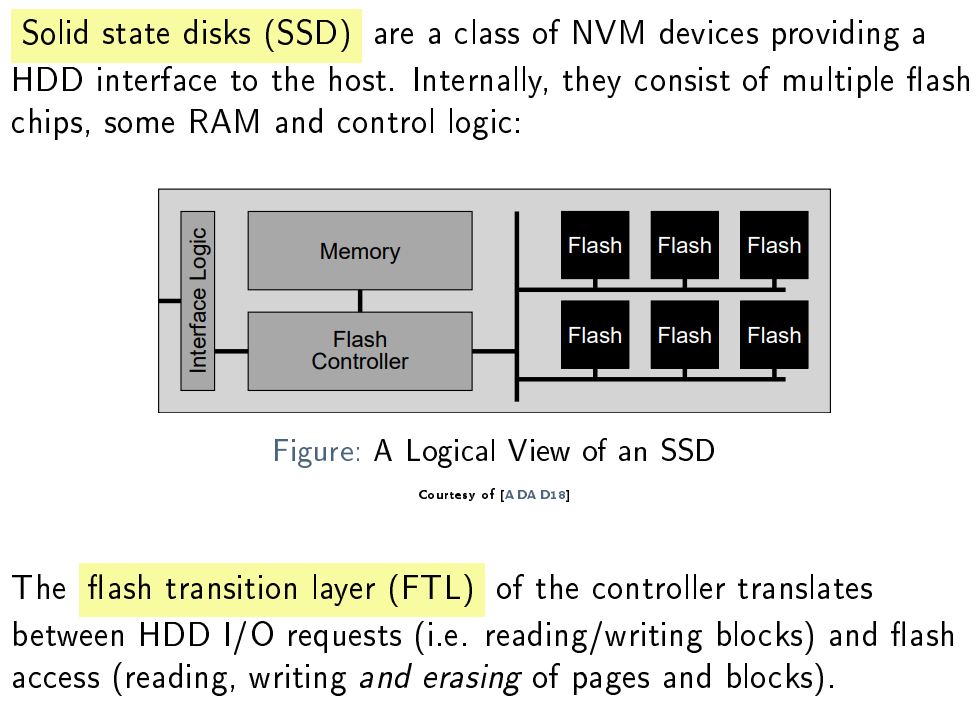 Solid state disks (SSD) are a class of NVM devices providing a
HDD interface to the host. Internally, they consist of multiple flash
chips, some RAM and control logic:
Interface Logic
Memory
Flash
Controller
Flash Flash Flash
Flash Flash Flash
Figure: A Logical View of an SSD
Courtesy of [ADAD18]
The flash transition layer (FTL) of the controller translates
between HDD I/O requests (i.e. reading/writing blocks) and flash
access (reading, writing and erasing of pages and blocks).